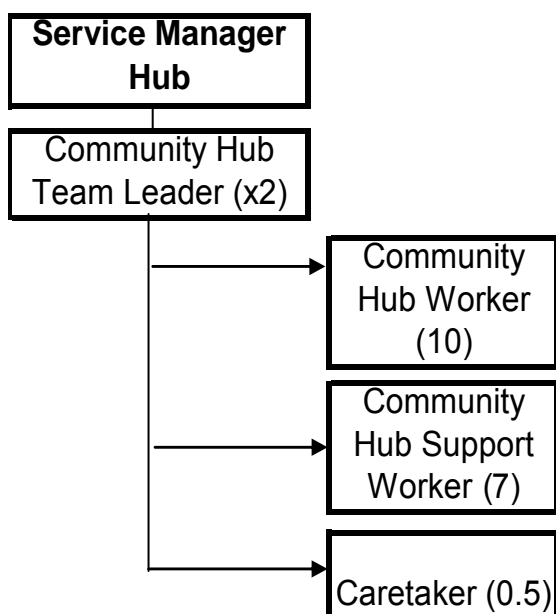 Service Manager
Hub
Community Hub
Team Leader (x2)
Community
Hub Worker
(10)
Community
Hub Support
Worker (7)
Caretaker (0.5)